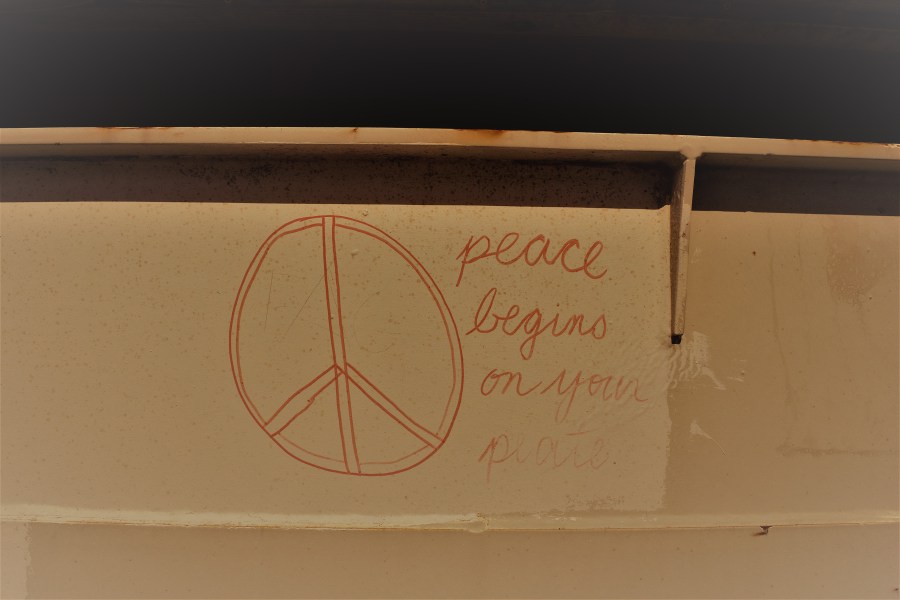 peace
begins
on your
plate